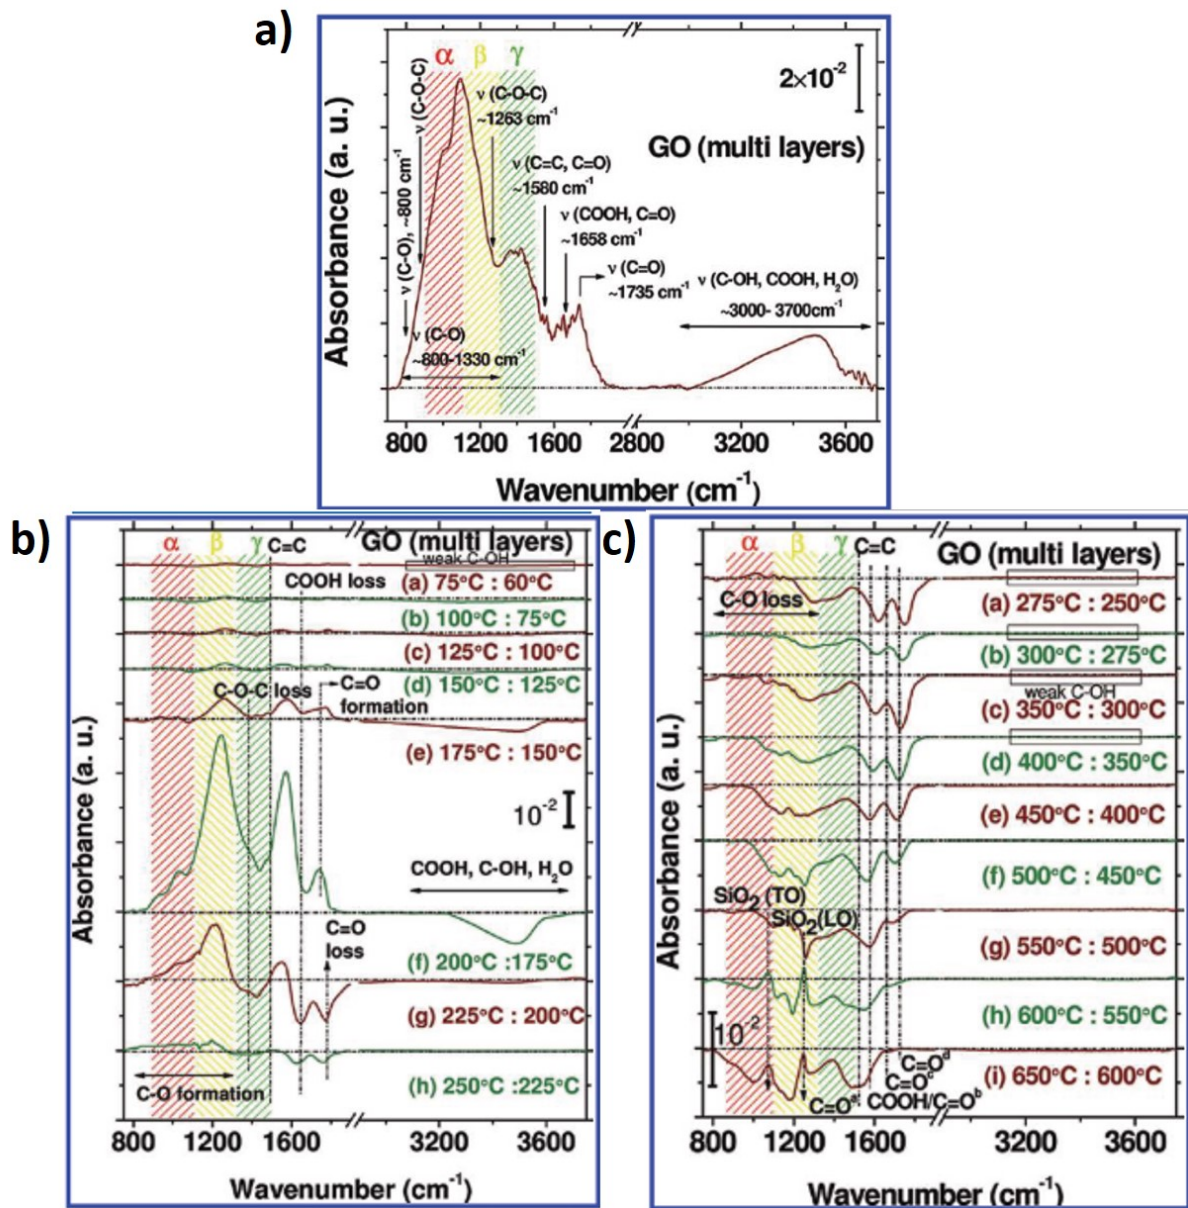 a)
α β γ
2×10⁻²
GO (multi layers)
ν (C-O), ~800 cm⁻¹
ν (C-O-C)
ν (C-O-C)
~1263 cm⁻¹
ν (C=C, C=O)
~1580 cm⁻¹
ν (COOH, C=O)
~1658 cm⁻¹
ν (C=O)
~1735 cm⁻¹
ν (C-OH, COOH, H₂O)
~3000- 3700cm⁻¹
ν (C-O)
~800-1330 cm⁻¹
Absorbance (a. u.)
800 1200 1600 2800 3200 3600
Wavenumber (cm⁻¹)
b)
α β γ C=C GO (multi layers)
weak C-OH
COOH loss (a) 75°C : 60°C
(b) 100°C : 75°C
(c) 125°C : 100°C
(d) 150°C : 125°C
C-O-C loss
C=O
formation
(e) 175°C : 150°C
10⁻²
COOH, C-OH, H₂O
C=O
loss
(f) 200°C :175°C
(g) 225°C : 200°C
(h) 250°C :225°C
C-O formation
Absorbance (a. u.)
800 1200 1600 3200 3600
Wavenumber (cm⁻¹)
c)
α β γ C=C GO (multi layers)
C-O loss
(a) 275°C : 250°C
(b) 300°C : 275°C
weak C-OH
(c) 350°C : 300°C
(d) 400°C : 350°C
(e) 450°C : 400°C
(f) 500°C : 450°C
SiO₂ (TO)
SiO₂(LO)
(g) 550°C : 500°C
(h) 600°C : 550°C
10⁻²
(i) 650°C : 600°C
C=Oᵈ
C=Oᶜ
COOH/C=Oᵇ
C=Oᵃ
Absorbance (a. u.)
800 1200 1600 3200 3600
Wavenumber (cm⁻¹)